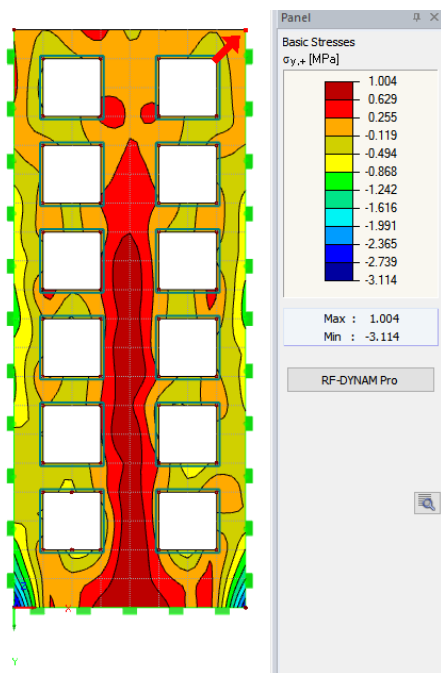 Panel
Basic Stresses
σy,+ [MPa]
1.004
0.629
0.255
-0.119
-0.494
-0.868
-1.242
-1.616
-1.991
-2.365
-2.739
-3.114
Max : 1.004
Min : -3.114
RF-DYNAM Pro
X
Y